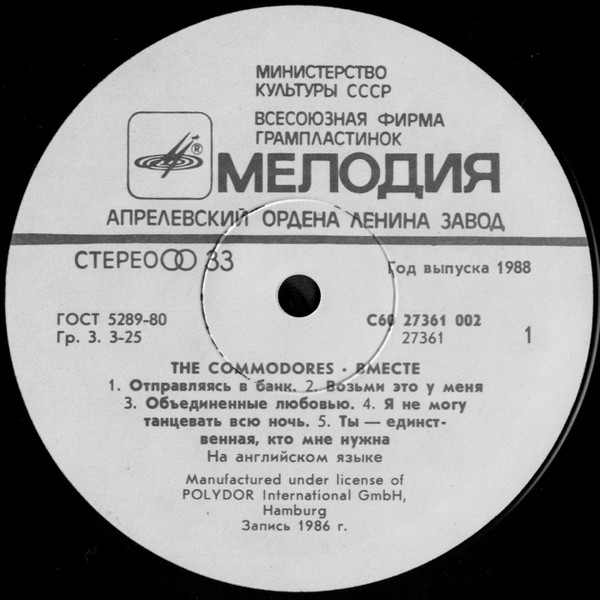 МИНИСТЕРСТВО
КУЛЬТУРЫ СССР
ВСЕСОЮЗНАЯ ФИРМА
ГРАМПЛАСТИНОК
®
МЕЛОДИЯ
АПРЕЛЕВСКИЙ ОРДЕНА ЛЕНИНА ЗАВОД
СТЕРЕО 33
Год выпуска 1988
ГОСТ 5289-80
Гр. 3. 3-25
С60 27361 002
27361
1
THE COMMODORES · ВМЕСТЕ
1. Отправляясь в банк. 2. Возьми это у меня
3. Объединенные любовью. 4. Я не могу
танцевать всю ночь. 5. Ты — единст-
венная, кто мне нужна
На английском языке
Manufactured under license of
POLYDOR International GmbH,
Hamburg
Запись 1986 г.